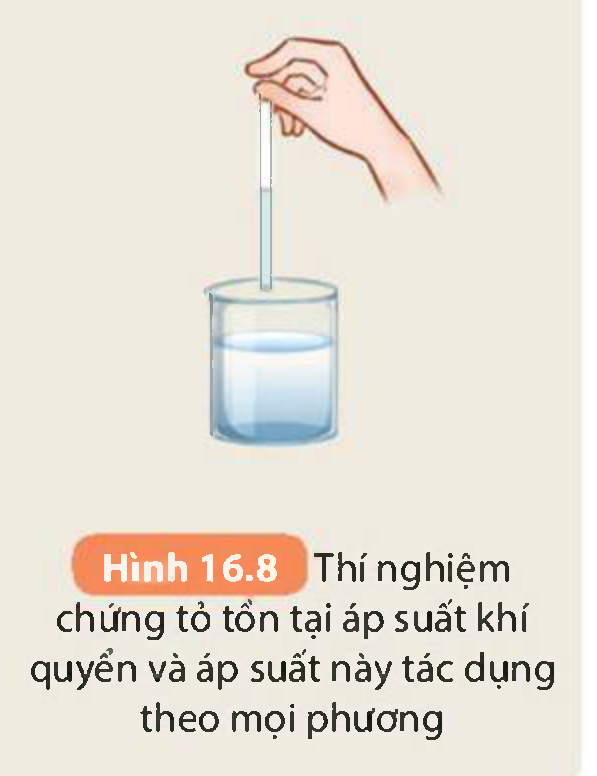 Hình 16.8 Thí nghiệm
chứng tỏ tồn tại áp suất khí
quyển và áp suất này tác dụng
theo mọi phương